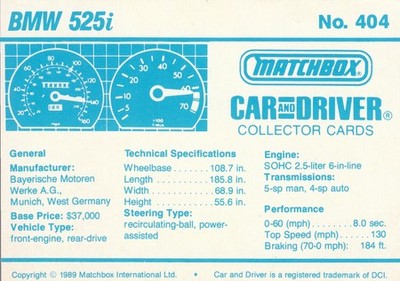 BMW 525i
No. 404
MATCHBOX®
CAR AND DRIVER®
COLLECTOR CARDS
General
Manufacturer:
Bayerische Motoren
Werke A.G.,
Munich, West Germany
Base Price: $37,000
Vehicle Type:
front-engine, rear-drive
Technical Specifications
Wheelbase . . . . . . . 108.7 in.
Length . . . . . . . . . . 185.8 in.
Width . . . . . . . . . . . . 68.9 in.
Height . . . . . . . . . . . 55.6 in.
Steering Type:
recirculating-ball, power-
assisted
Engine:
SOHC 2.5-liter 6-in-line
Transmissions:
5-sp man, 4-sp auto
Performance
0-60 (mph) . . . . . . . . 8.0 sec.
Top Speed (mph) . . . . . 130
Braking (70-0 mph): 184 ft.
Copyright © 1989 Matchbox International Ltd. • Car and Driver is a registered trademark of DCI.